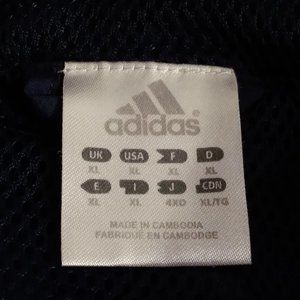 adidas®
UK USA F D
XL XL XL XL
E I J CDN
XL XL 4XO XL/TG
MADE IN CAMBODIA
FABRIQUÉ EN CAMBODGE